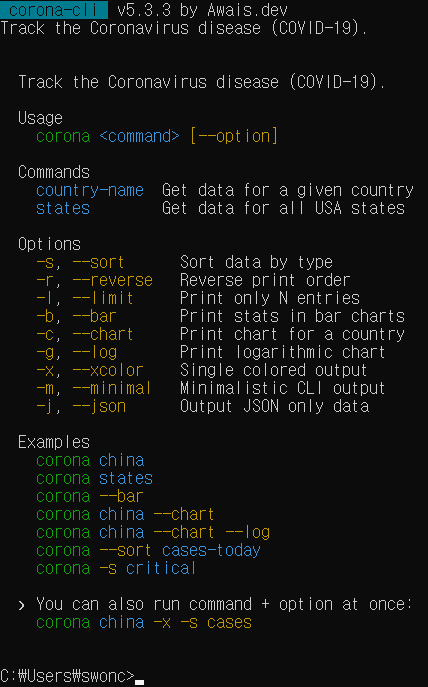 corona-cli v5.3.3 by Awais.dev
Track the Coronavirus disease (COVID-19).
Track the Coronavirus disease (COVID-19).
Usage
corona <command> [--option]
Commands
country-name Get data for a given country
states Get data for all USA states
Options
-s, --sort Sort data by type
-r, --reverse Reverse print order
-l, --limit Print only N entries
-b, --bar Print stats in bar charts
-c, --chart Print chart for a country
-g, --log Print logarithmic chart
-x, --xcolor Single colored output
-m, --minimal Minimalistic CLI output
-j, --json Output JSON only data
Examples
corona china
corona states
corona --bar
corona china --chart
corona china --chart --log
corona --sort cases-today
corona -s critical
❯ You can also run command + option at once:
corona china -x -s cases
C:₩Users₩swonc>